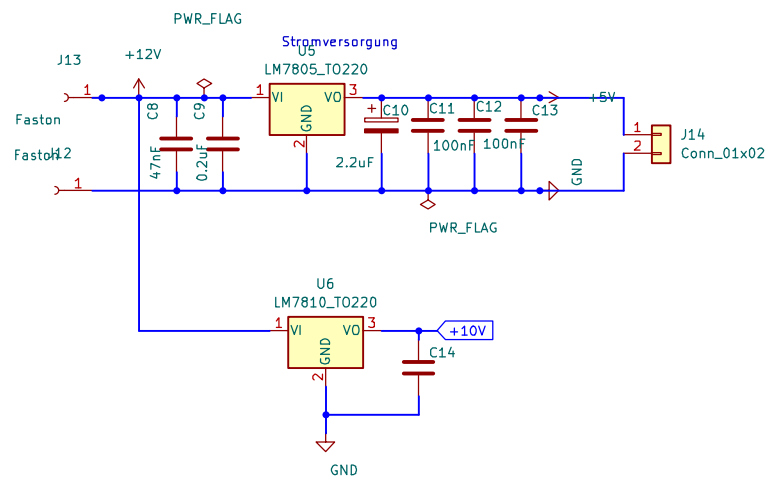 PWR_FLAG
Stromversorgung
J13
+12V
U5
LM7805_TO220
1
1
VI
VO
3
GND
2
C8
C9
+
C10
C11
C12
C13
+5V
Faston
Faston
J12
47nF
0.2uF
2.2uF
100nF
100nF
GND
1
2
J14
Conn_01x02
1
PWR_FLAG
U6
LM7810_TO220
1
VI
VO
3
GND
2
+10V
C14
GND